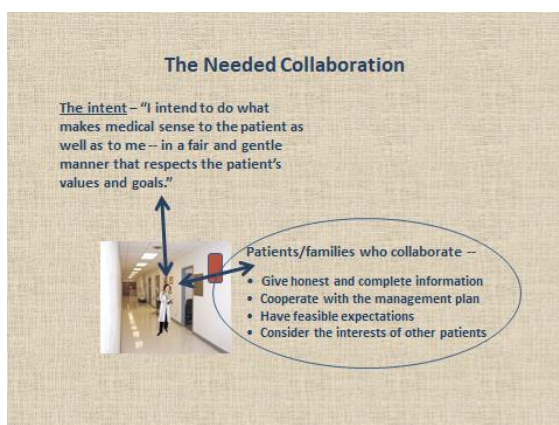 The Needed Collaboration
The intent – “I intend to do what
makes medical sense to the patient as
well as to me – in a fair and gentle
manner that respects the patient’s
values and goals.”
Patients/families who collaborate –
• Give honest and complete information
• Cooperate with the management plan
• Have feasible expectations
• Consider the interests of other patients